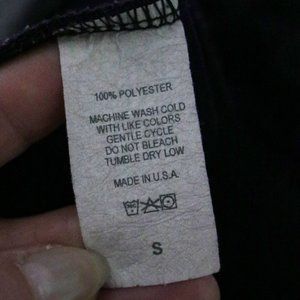 100% POLYESTER
MACHINE WASH COLD
WITH LIKE COLORS
GENTLE CYCLE
DO NOT BLEACH
TUMBLE DRY LOW
MADE IN U.S.A.
S